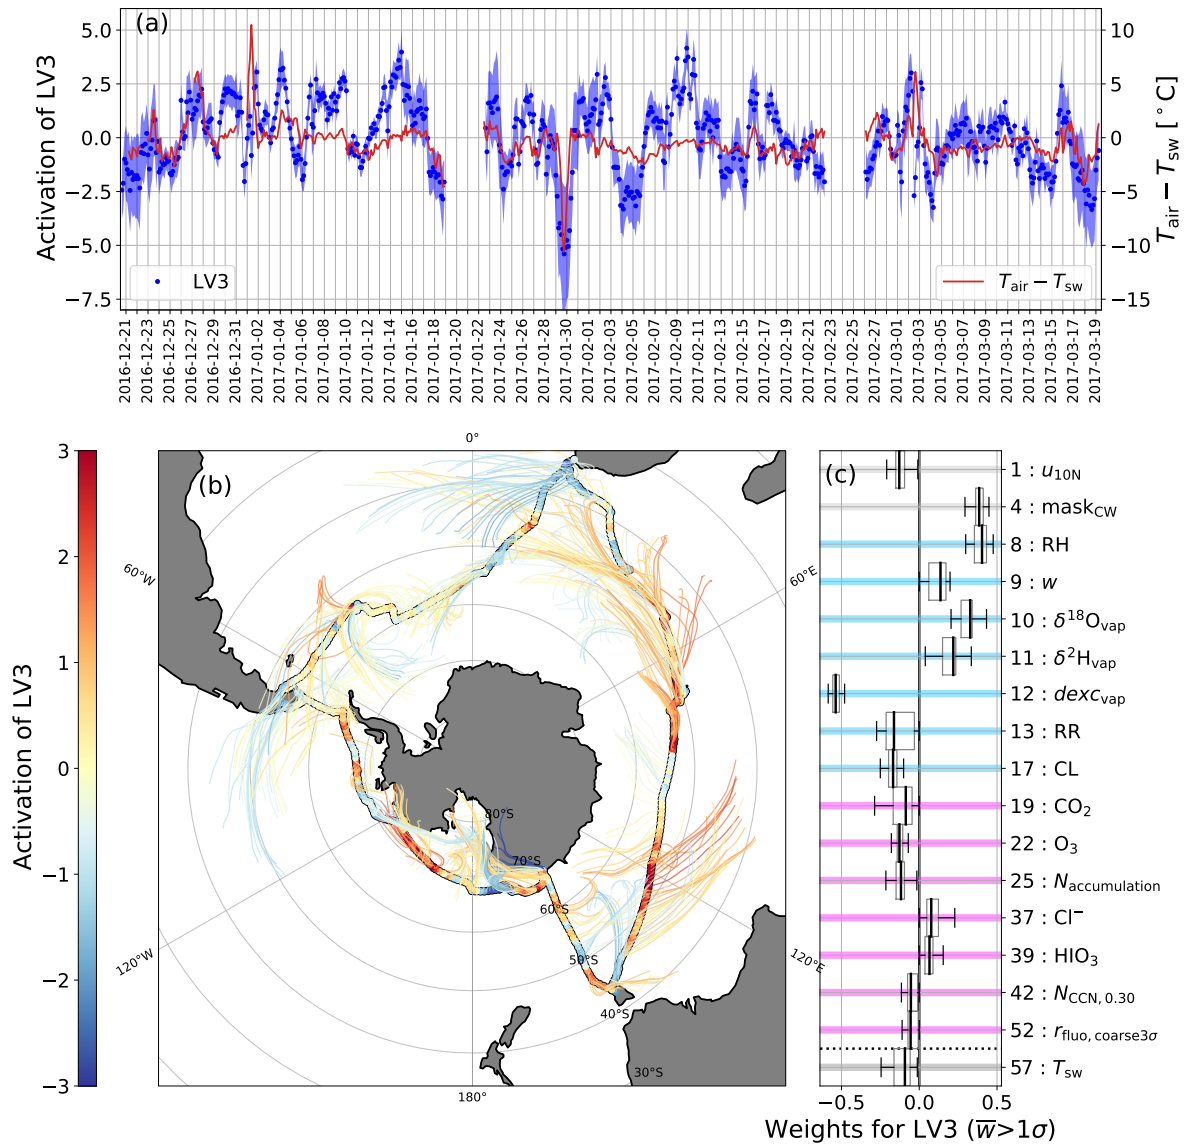 (a)
Activation of LV3
5.0
2.5
0.0
−2.5
−5.0
−7.5
10
5
0
−5
−10
−15
T_air − T_sw [°C]
LV3
T_air − T_sw
2016-12-21
2016-12-23
2016-12-25
2016-12-27
2016-12-29
2016-12-31
2017-01-02
2017-01-04
2017-01-06
2017-01-08
2017-01-10
2017-01-12
2017-01-14
2017-01-16
2017-01-18
2017-01-20
2017-01-22
2017-01-24
2017-01-26
2017-01-28
2017-01-30
2017-02-01
2017-02-03
2017-02-05
2017-02-07
2017-02-09
2017-02-11
2017-02-13
2017-02-15
2017-02-17
2017-02-19
2017-02-21
2017-02-23
2017-02-25
2017-02-27
2017-03-01
2017-03-03
2017-03-05
2017-03-07
2017-03-09
2017-03-11
2017-03-13
2017-03-15
2017-03-17
2017-03-19
Activation of LV3
3
2
1
0
−1
−2
−3
(b)
0°
60°W
60°E
120°W
120°E
180°
80°S
70°S
60°S
50°S
40°S
30°S
(c)
1 : u_10N
4 : mask_CW
8 : RH
9 : w
10 : δ¹⁸O_vap
11 : δ²H_vap
12 : dexc_vap
13 : RR
17 : CL
19 : CO₂
22 : O₃
25 : N_accumulation
37 : Cl⁻
39 : HIO₃
42 : N_CCN, 0.30
52 : r_fluo, coarse3σ
57 : T_sw
−0.5
0.0
0.5
Weights for LV3 (w̅>1σ)